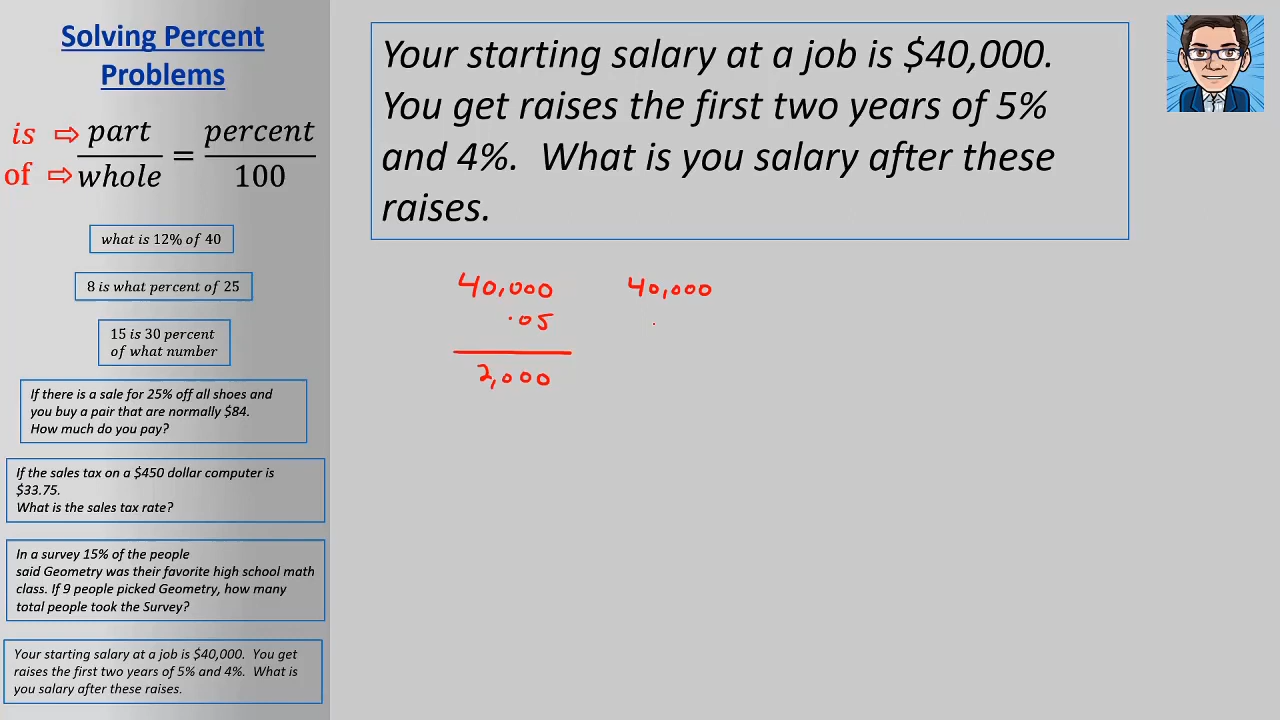 Solving Percent
Problems
is ⇨ part = percent
of ⇨ whole 100
what is 12% of 40
8 is what percent of 25
15 is 30 percent
of what number
If there is a sale for 25% off all shoes and
you buy a pair that are normally $84.
How much do you pay?
If the sales tax on a $450 dollar computer is
$33.75.
What is the sales tax rate?
In a survey 15% of the people
said Geometry was their favorite high school math
class. If 9 people picked Geometry, how many
total people took the Survey?
Your starting salary at a job is $40,000. You get
raises the first two years of 5% and 4%. What is
you salary after these raises.
Your starting salary at a job is $40,000.
You get raises the first two years of 5%
and 4%. What is you salary after these
raises.
40,000 40,000
.05 .
2,000